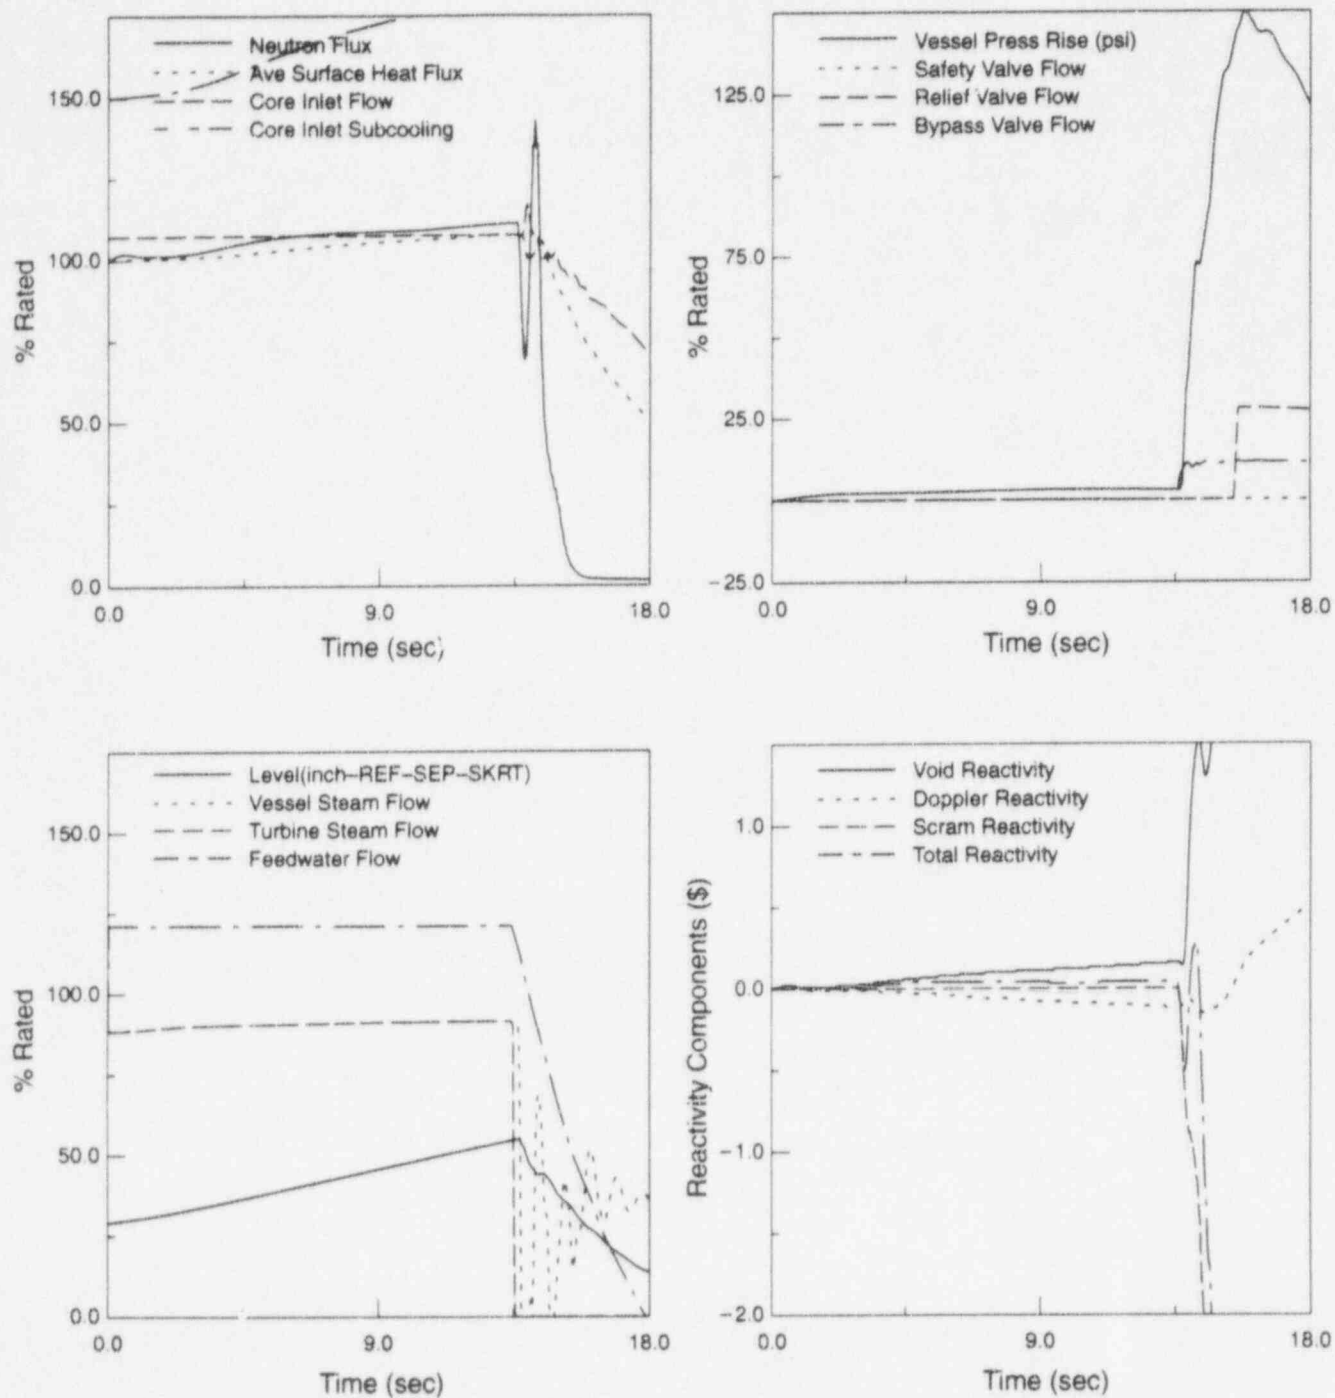 Neutron Flux
Ave Surface Heat Flux
Core Inlet Flow
Core Inlet Subcooling
150.0
100.0
50.0
0.0
% Rated
0.0 9.0 18.0
Time (sec)
Vessel Press Rise (psi)
Safety Valve Flow
Relief Valve Flow
Bypass Valve Flow
125.0
75.0
25.0
−25.0
% Rated
0.0 9.0 18.0
Time (sec)
Level(inch−REF−SEP−SKRT)
Vessel Steam Flow
Turbine Steam Flow
Feedwater Flow
150.0
100.0
50.0
0.0
% Rated
0.0 9.0 18.0
Time (sec)
Void Reactivity
Doppler Reactivity
Scram Reactivity
Total Reactivity
1.0
0.0
−1.0
−2.0
Reactivity Components ($)
0.0 9.0 18.0
Time (sec)